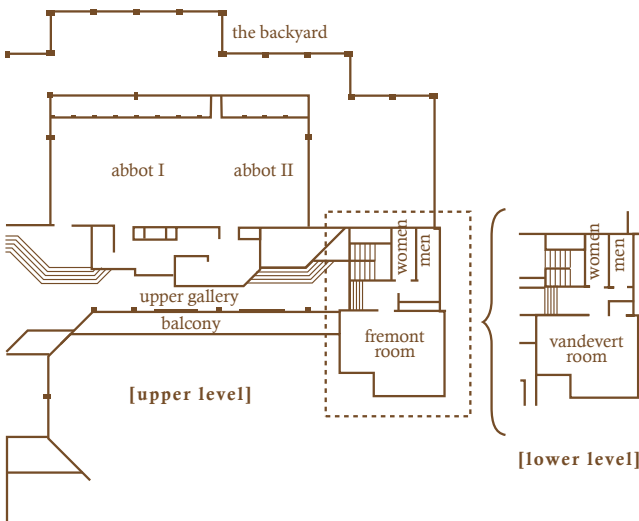 the backyard
abbot I
abbot II
women
men
upper gallery
balcony
fremont
room
[upper level]
women
men
vandevert
room
[lower level]